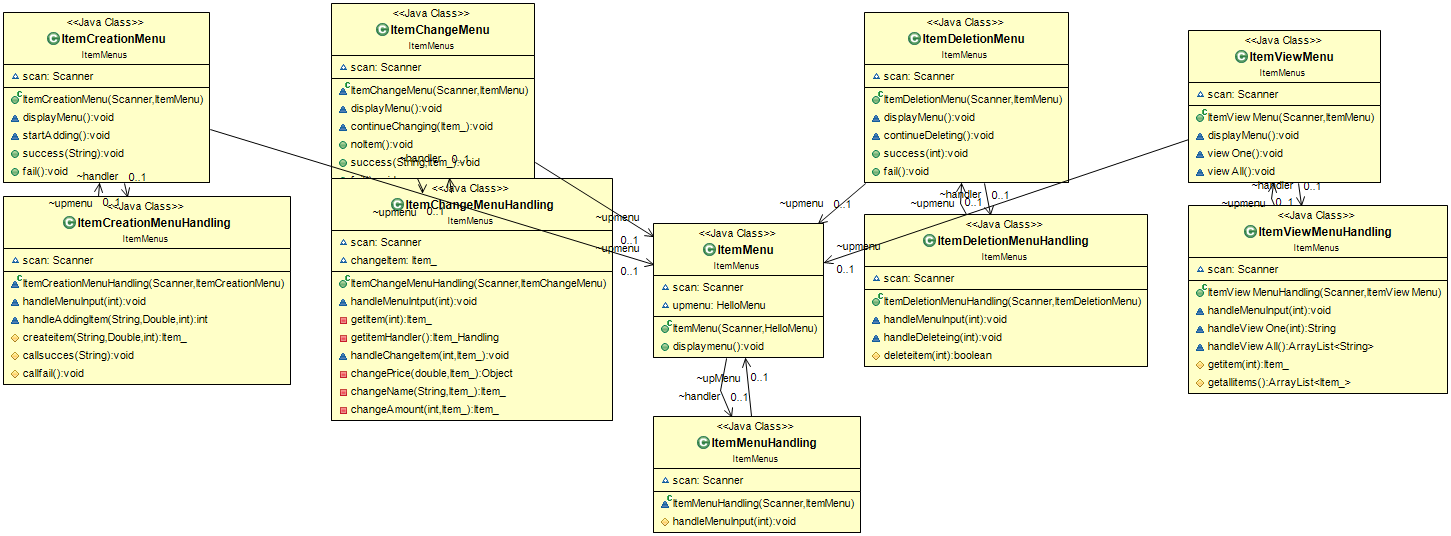 <<Java Class>>
ItemCreationMenu
ItemMenus
scan: Scanner
ItemCreationMenu(Scanner,ItemMenu)
displayMenu():void
startAdding():void
success(String):void
fail():void
~handler
0..1
~upmenu
0..1
<<Java Class>>
ItemCreationMenuHandling
ItemMenus
scan: Scanner
ItemCreationMenuHandling(Scanner,ItemCreationMenu)
handleMenuInput(int):void
handleAddingItem(String,Double,int):int
createitem(String,Double,int):Item_
callsucces(String):void
callfail():void
<<Java Class>>
ItemChangeMenu
ItemMenus
scan: Scanner
ItemChangeMenu(Scanner,ItemMenu)
displayMenu():void
continueChanging(Item_):void
noItem():void
success(String,Item_):void
~handler
0..1
~upmenu
0..1
<<Java Class>>
ItemChangeMenuHandling
ItemMenus
scan: Scanner
changeItem: Item_
ItemChangeMenuHandling(Scanner,ItemChangeMenu)
handleMenuIntput(int):void
getItem(int):Item_
getitemHandler():Item_Handling
handleChangeItem(int,Item_):void
changePrice(double,Item_):Object
changeName(String,Item_):Item_
changeAmount(int,Item_):Item_
~upmenu
0..1
~upmenu
0..1
<<Java Class>>
ItemMenu
ItemMenus
scan: Scanner
upmenu: HelloMenu
ItemMenu(Scanner,HelloMenu)
displaymenu():void
~upMenu
0..1
~handler
0..1
<<Java Class>>
ItemMenuHandling
ItemMenus
scan: Scanner
ItemMenuHandling(Scanner,ItemMenu)
handleMenuInput(int):void
~upmenu
0..1
~upmenu
0..1
<<Java Class>>
ItemDeletionMenu
ItemMenus
scan: Scanner
ItemDeletionMenu(Scanner,ItemMenu)
displayMenu():void
continueDeleting():void
success(int):void
fail():void
~handler
0..1
~upmenu
0..1
<<Java Class>>
ItemDeletionMenuHandling
ItemMenus
scan: Scanner
ItemDeletionMenuHandling(Scanner,ItemDeletionMenu)
handleMenuInput(int):void
handleDeleteing(int):void
deleteitem(int):boolean
<<Java Class>>
ItemViewMenu
ItemMenus
scan: Scanner
ItemView Menu(Scanner,ItemMenu)
displayMenu():void
view One():void
view All():void
~handler
0..1
~upmenu
0..1
<<Java Class>>
ItemViewMenuHandling
ItemMenus
scan: Scanner
ItemView MenuHandling(Scanner,ItemView Menu)
handleMenuInput(int):void
handleView One(int):String
handleView All():ArrayList<String>
getitem(int):Item_
getallitems():ArrayList<Item_>